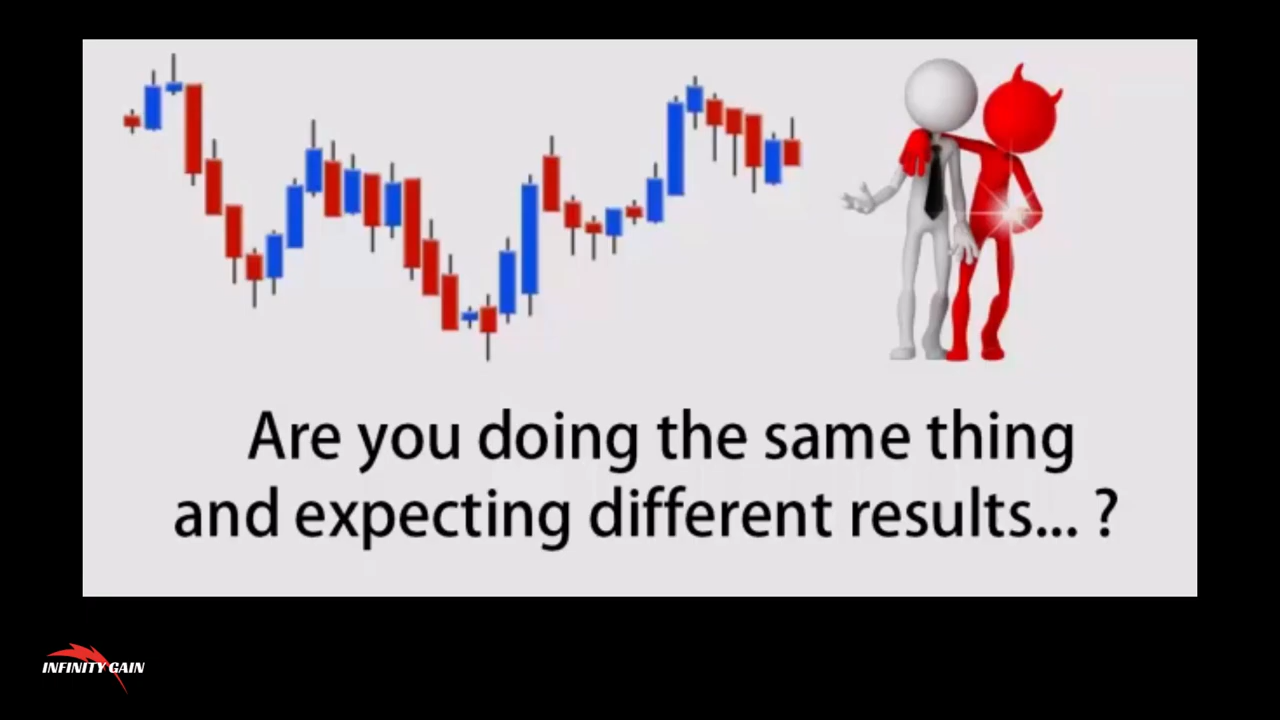 Are you doing the same thing
and expecting different results... ?
INFINITY GAIN